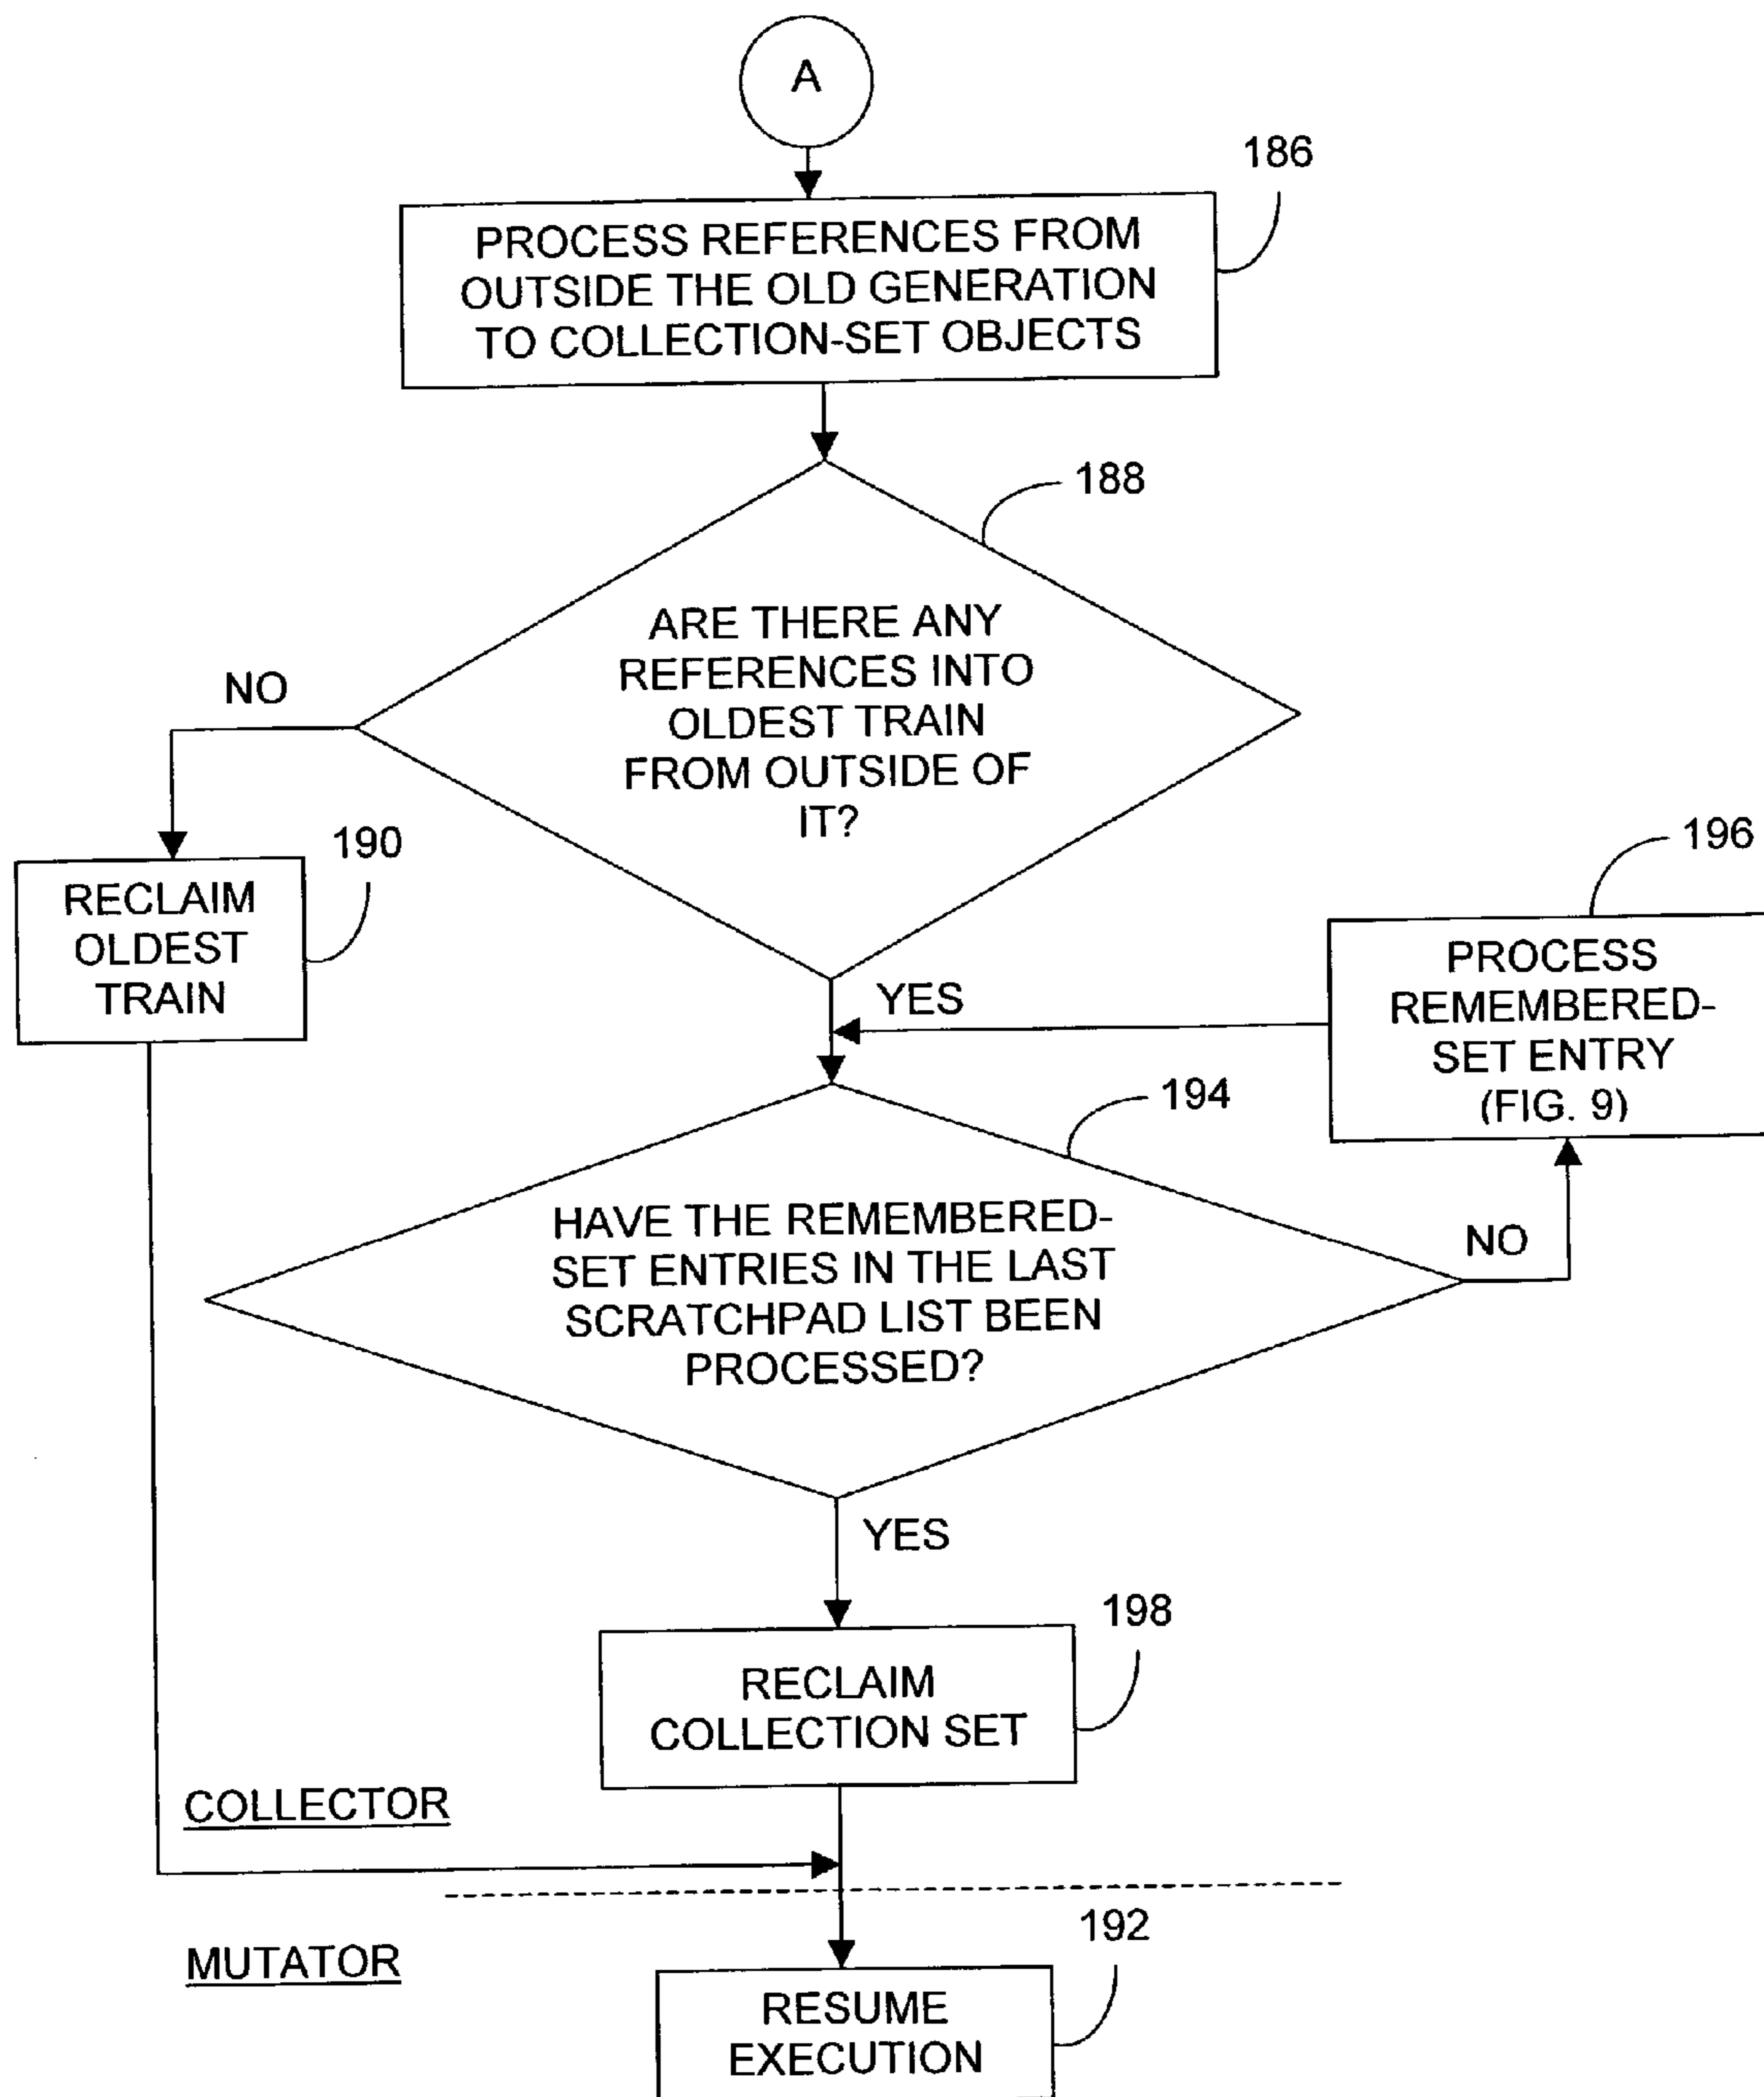 A
186
PROCESS REFERENCES FROM
OUTSIDE THE OLD GENERATION
TO COLLECTION-SET OBJECTS
188
ARE THERE ANY
REFERENCES INTO
OLDEST TRAIN
FROM OUTSIDE OF
IT?
NO
190
RECLAIM
OLDEST
TRAIN
YES
196
PROCESS
REMEMBERED-
SET ENTRY
(FIG. 9)
194
HAVE THE REMEMBERED-
SET ENTRIES IN THE LAST
SCRATCHPAD LIST BEEN
PROCESSED?
NO
YES
198
RECLAIM
COLLECTION SET
COLLECTOR
MUTATOR
192
RESUME
EXECUTION